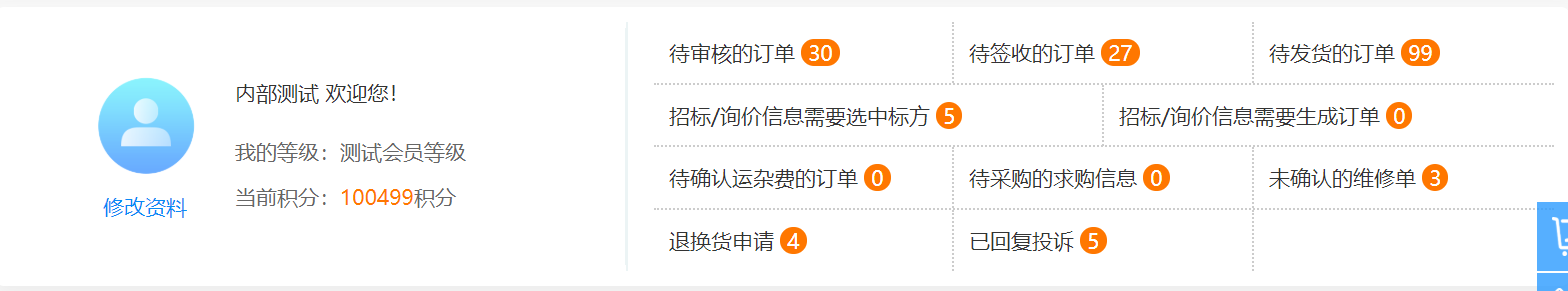 内部测试 欢迎您！
我的等级：测试会员等级
当前积分：100499积分
修改资料
待审核的订单 30
待签收的订单 27
待发货的订单 99
招标/询价信息需要选中标方 5
招标/询价信息需要生成订单 0
待确认运杂费的订单 0
待采购的求购信息 0
未确认的维修单 3
退换货申请 4
已回复投诉 5